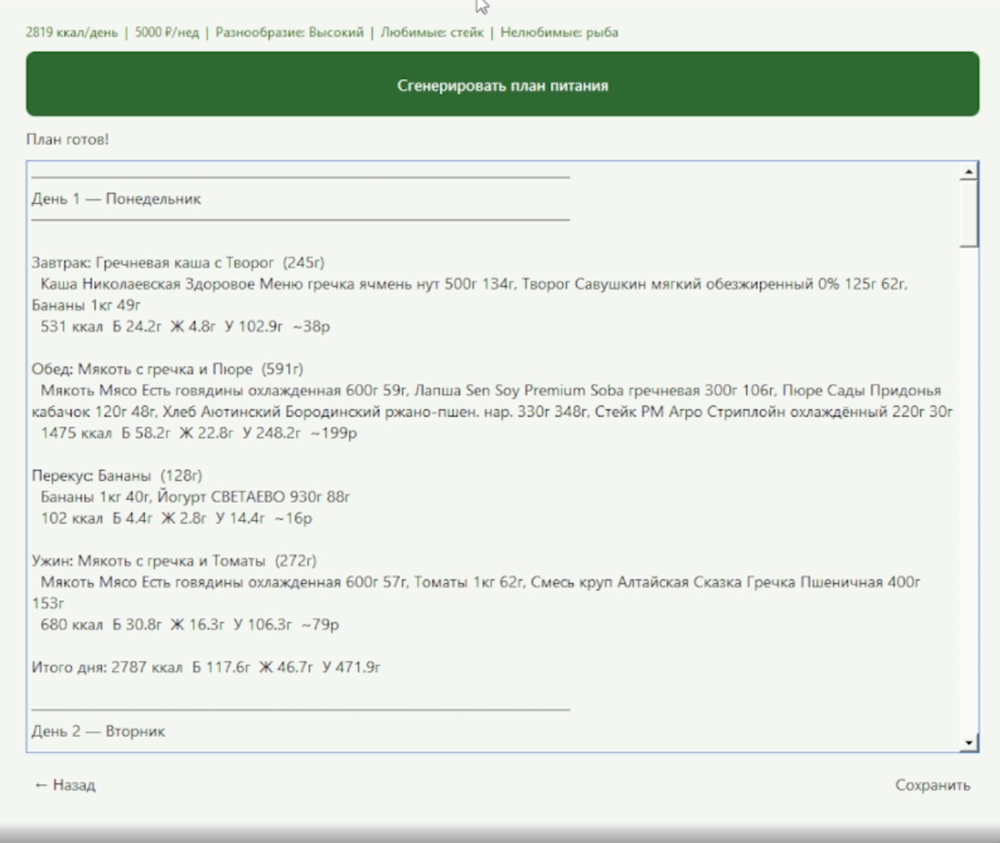 2819 ккал/день | 5000 ₽/нед | Разнообразие: Высокий | Любимые: стейк | Нелюбимые: рыба
Сгенерировать план питания
План готов!
День 1 — Понедельник
Завтрак: Гречневая каша с Творог (245г)
Каша Николаевская Здоровое Меню гречка ячмень нут 500г 134г, Творог Савушкин мягкий обезжиренный 0% 125г 62г,
Бананы 1кг 49г
531 ккал Б 24.2г Ж 4.8г У 102.9г ~38р
Обед: Мякоть с гречка и Пюре (591г)
Мякоть Мясо Есть говядины охлажденная 600г 59г, Лапша Sen Soy Premium Soba гречневая 300г 106г, Пюре Сады Придонья
кабачок 120г 48г, Хлеб Аютинский Бородинский ржано-пшен. нар. 330г 348г, Стейк РМ Агро Стриплойн охлаждённый 220г 30г
1475 ккал Б 58.2г Ж 22.8г У 248.2г ~199р
Перекус: Бананы (128г)
Бананы 1кг 40г, Йогурт СВЕТАЕВО 930г 88г
102 ккал Б 4.4г Ж 2.8г У 14.4г ~16р
Ужин: Мякоть с гречка и Томаты (272г)
Мякоть Мясо Есть говядины охлажденная 600г 57г, Томаты 1кг 62г, Смесь круп Алтайская Сказка Гречка Пшеничная 400г
153г
680 ккал Б 30.8г Ж 16.3г У 106.3г ~79р
Итого дня: 2787 ккал Б 117.6г Ж 46.7г У 471.9г
День 2 — Вторник
← Назад
Сохранить